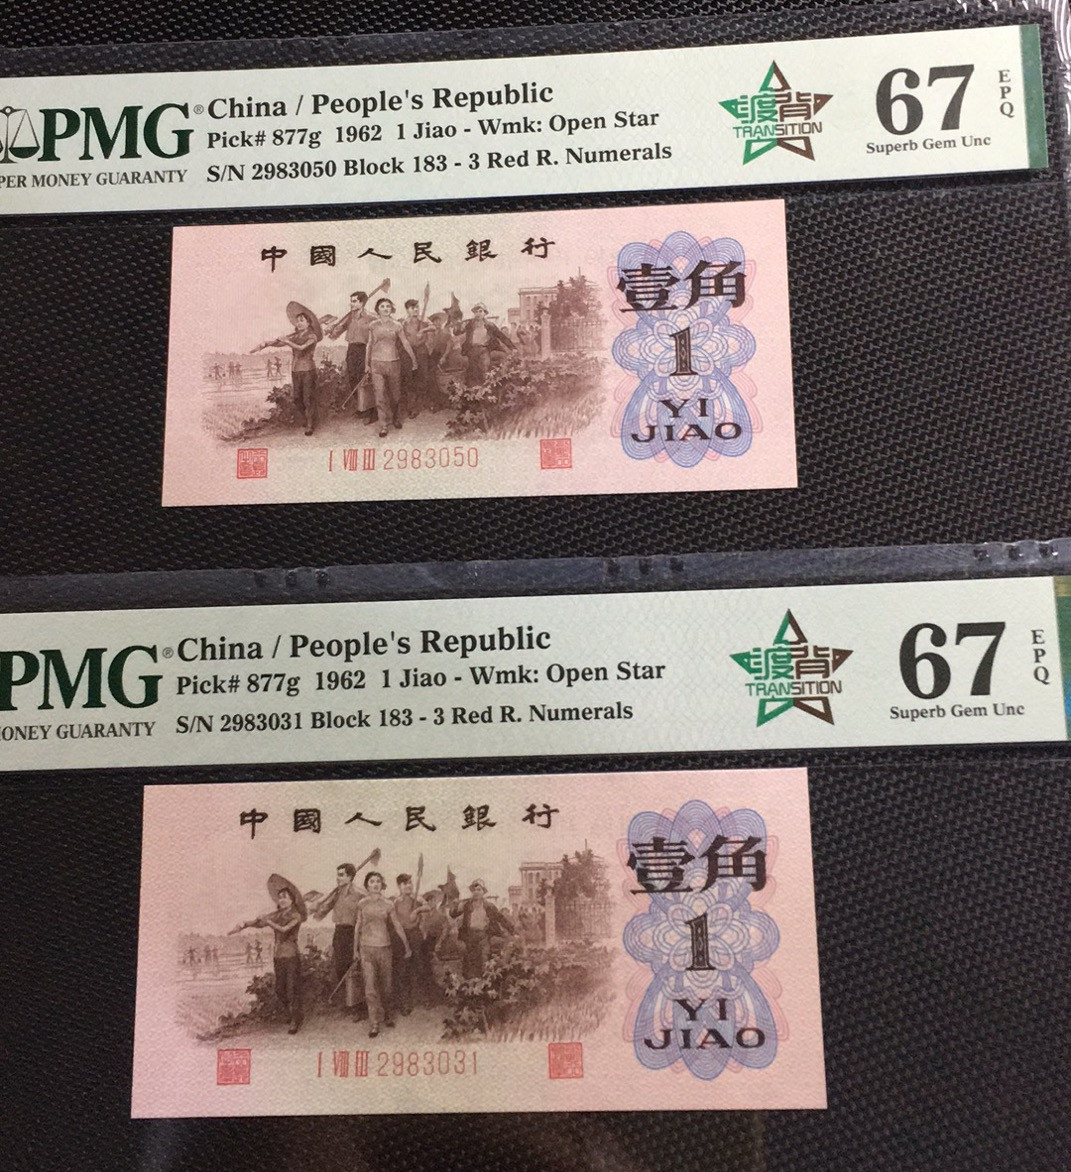 PMG® China / People's Republic
Pick# 877g 1962 1 Jiao - Wmk: Open Star
PER MONEY GUARANTY S/N 2983050 Block 183 - 3 Red R. Numerals
渡背
TRANSITION
67 EPQ
Superb Gem Unc
中國人民銀行
壹角
1
YI
JIAO
I VIII III 2983050
PMG® China / People's Republic
Pick# 877g 1962 1 Jiao - Wmk: Open Star
ONEY GUARANTY S/N 2983031 Block 183 - 3 Red R. Numerals
渡背
TRANSITION
67 EPQ
Superb Gem Unc
中國人民銀行
壹角
1
YI
JIAO
I VIII III 2983031